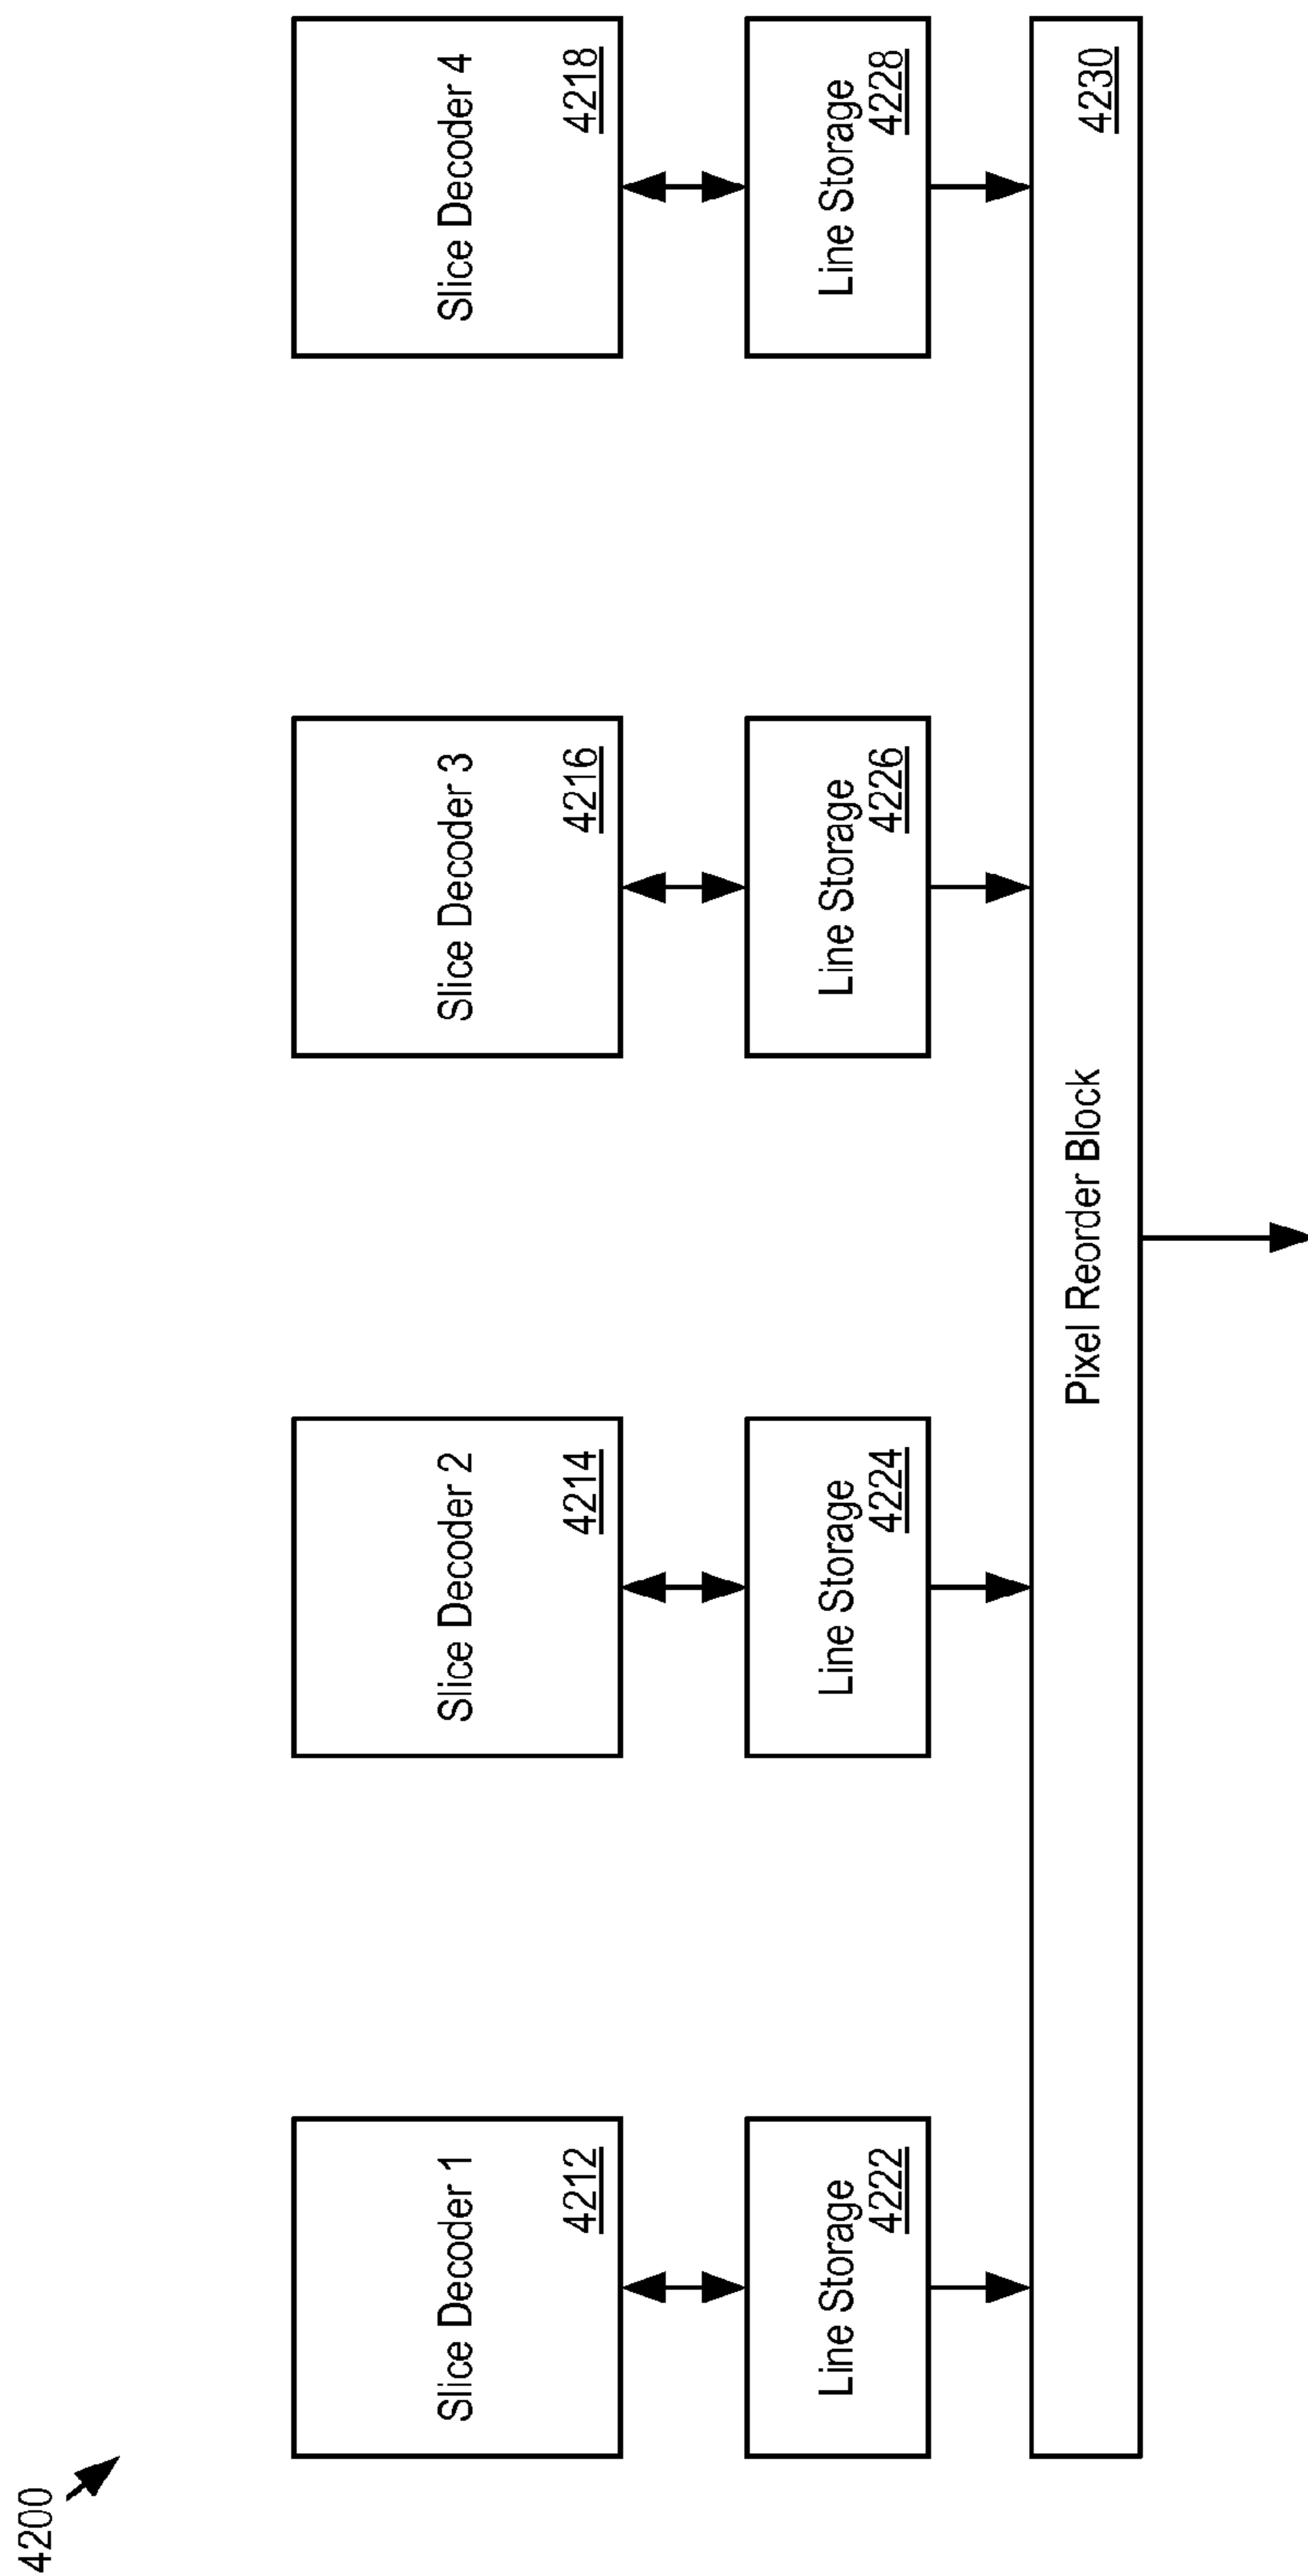 4200
Slice Decoder 1
4212
Slice Decoder 2
4214
Slice Decoder 3
4216
Slice Decoder 4
4218
Line Storage
4222
Line Storage
4224
Line Storage
4226
Line Storage
4228
Pixel Reorder Block
4230